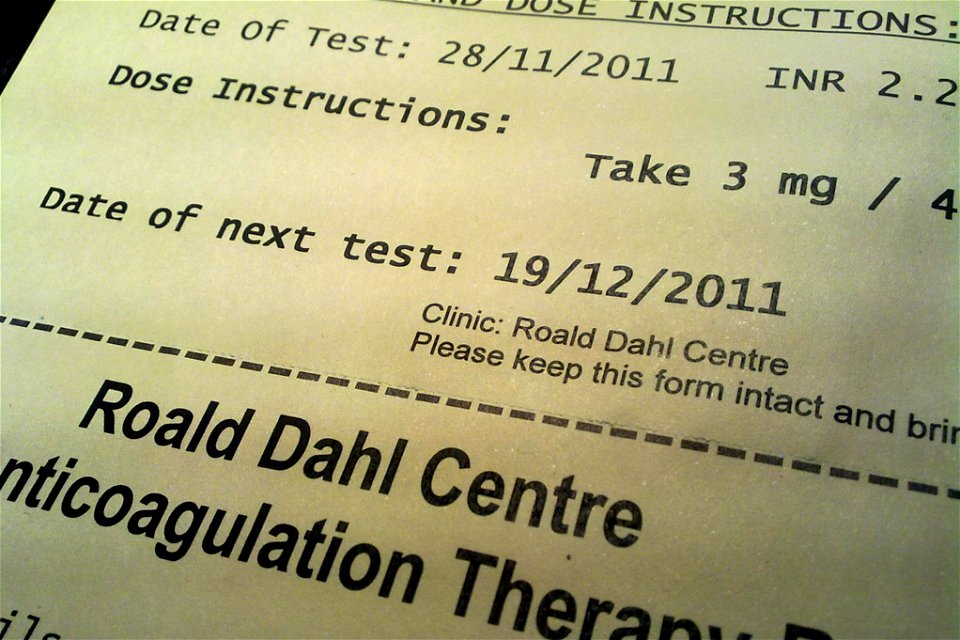 AND DOSE INSTRUCTIONS:
Date Of Test: 28/11/2011 INR 2.2
Dose Instructions:
Take 3 mg / 4
Date of next test: 19/12/2011
Clinic: Roald Dahl Centre
Please keep this form intact and
Roald Dahl Centre
nticoagulation Therapy